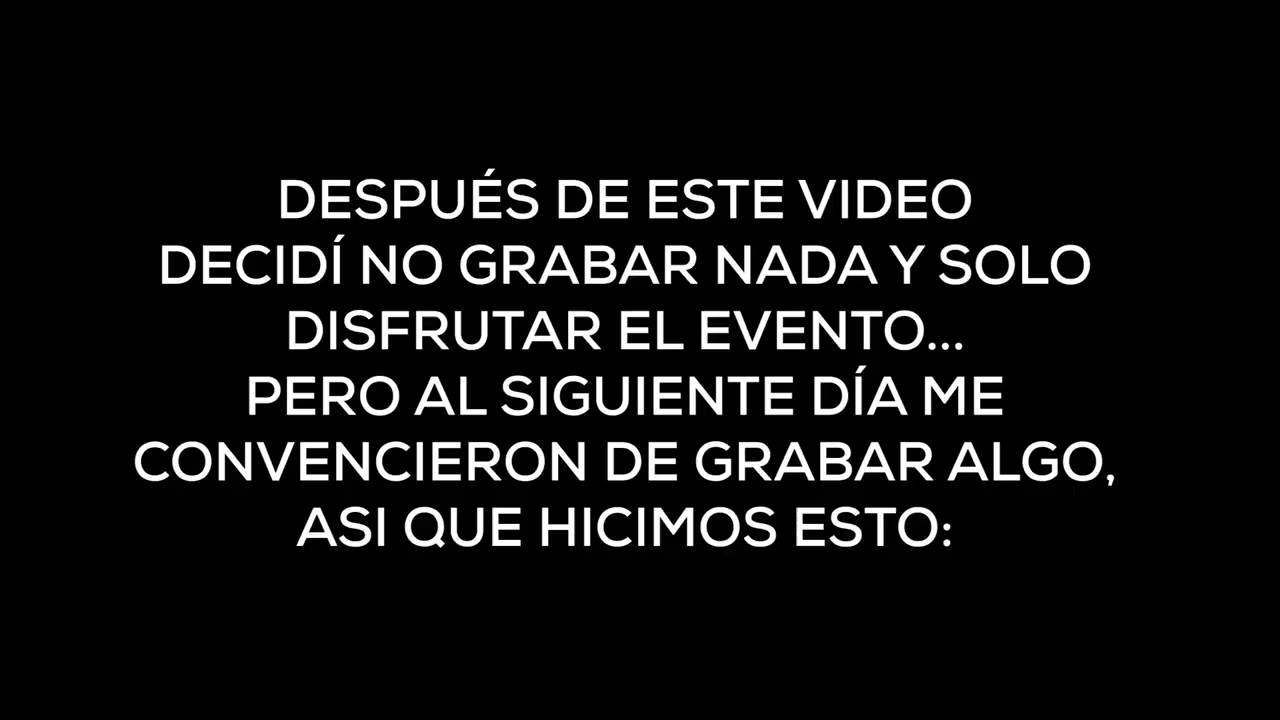 DESPUÉS DE ESTE VIDEO
DECIDÍ NO GRABAR NADA Y SOLO
DISFRUTAR EL EVENTO...
PERO AL SIGUIENTE DÍA ME
CONVENCIERON DE GRABAR ALGO,
ASI QUE HICIMOS ESTO: